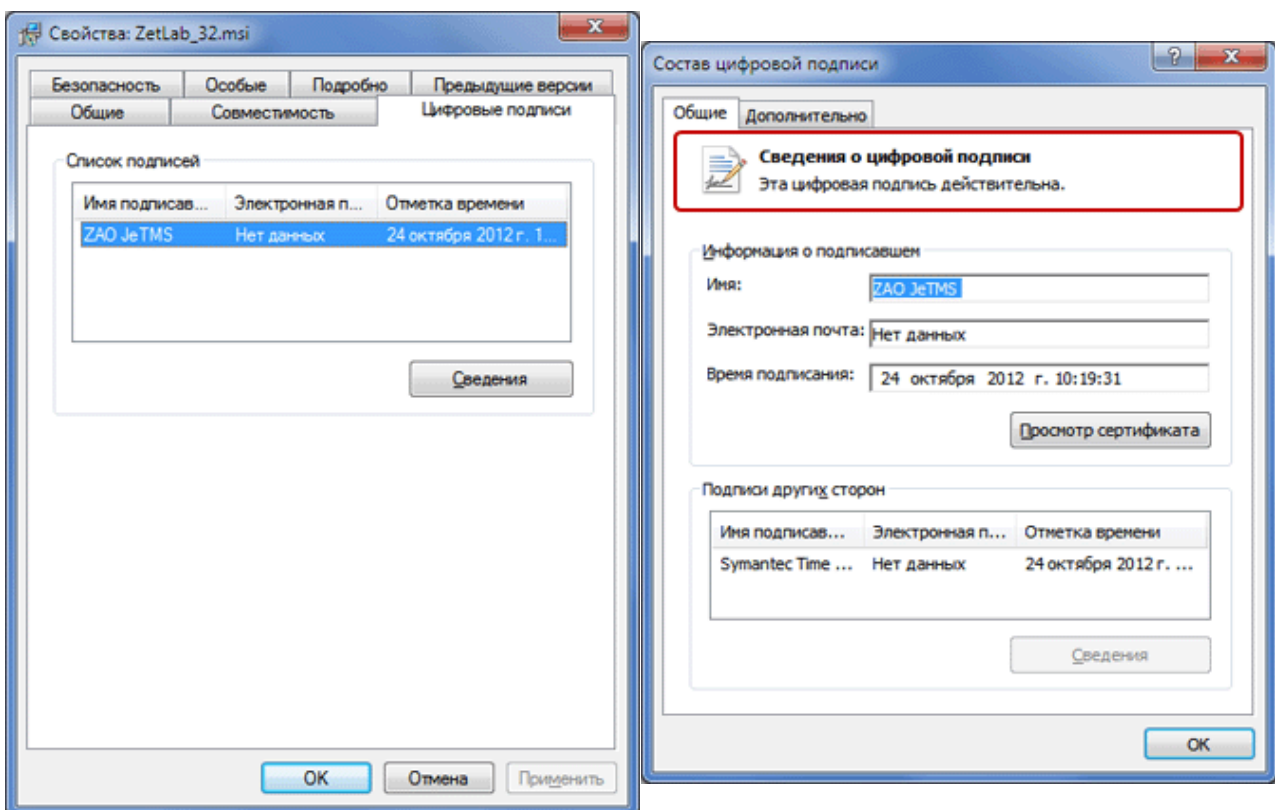 Свойства: ZetLab_32.msi
Безопасность Особые Подробно Предыдущие версии
Общие Совместимость Цифровые подписи
Список подписей
Имя подписав... Электронная п... Отметка времени
ZAO JeTMS Нет данных 24 октября 2012 г. 1...
Сведения
OK Отмена Применить
Состав цифровой подписи
Общие Дополнительно
Сведения о цифровой подписи
Эта цифровая подпись действительна.
Информация о подписавшем
Имя: ZAO JeTMS
Электронная почта: Нет данных
Время подписания: 24 октября 2012 г. 10:19:31
Просмотр сертификата
Подписи других сторон
Имя подписав... Электронная п... Отметка времени
Symantec Time ... Нет данных 24 октября 2012 г. ...
Сведения
OK